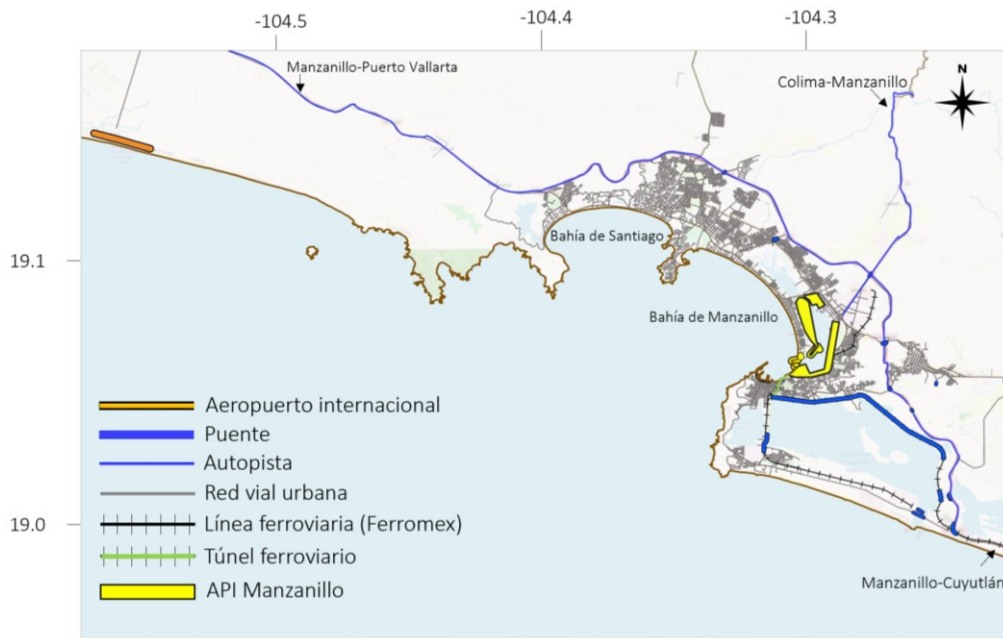 -104.5
-104.4
-104.3
Manzanillo-Puerto Vallarta
Colima-Manzanillo
N
19.1
Bahía de Santiago
Bahía de Manzanillo
Aeropuerto internacional
Puente
Autopista
Red vial urbana
19.0
Línea ferroviaria (Ferromex)
Túnel ferroviario
API Manzanillo
Manzanillo-Cuyutlán